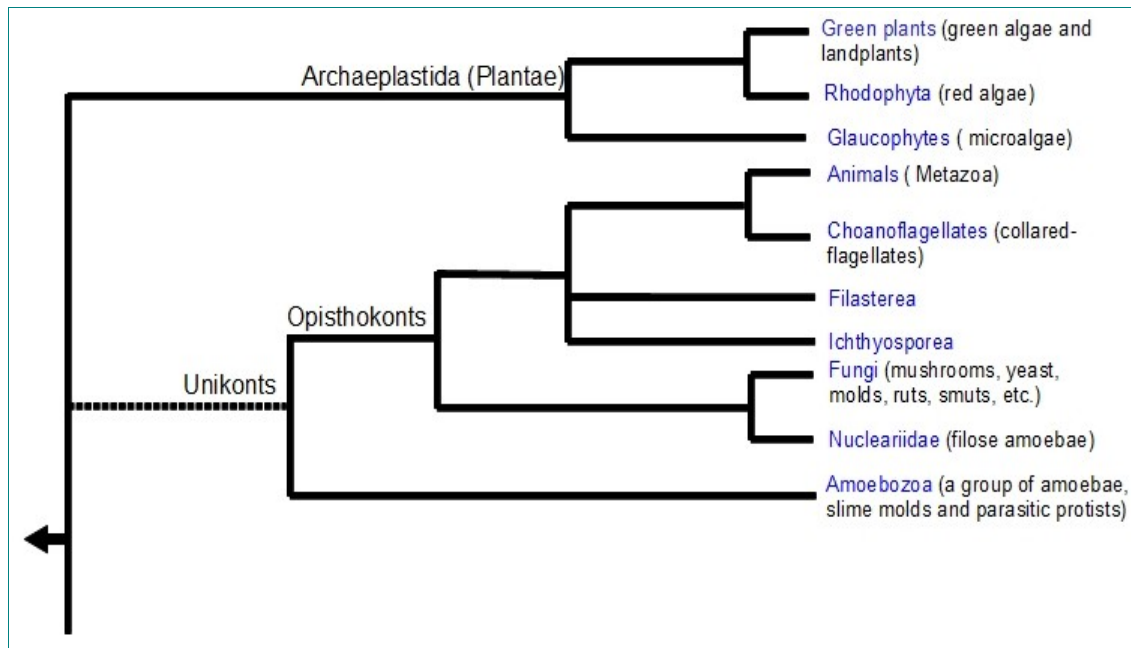 Green plants (green algae and
landplants)
Archaeplastida (Plantae)
Rhodophyta (red algae)
Glaucophytes ( microalgae)
Animals ( Metazoa)
Choanoflagellates (collared-
flagellates)
Filasterea
Opisthokonts
Ichthyosporea
Fungi (mushrooms, yeast,
molds, ruts, smuts, etc.)
Unikonts
Nucleariidae (filose amoebae)
Amoebozoa (a group of amoebae,
slime molds and parasitic protists)